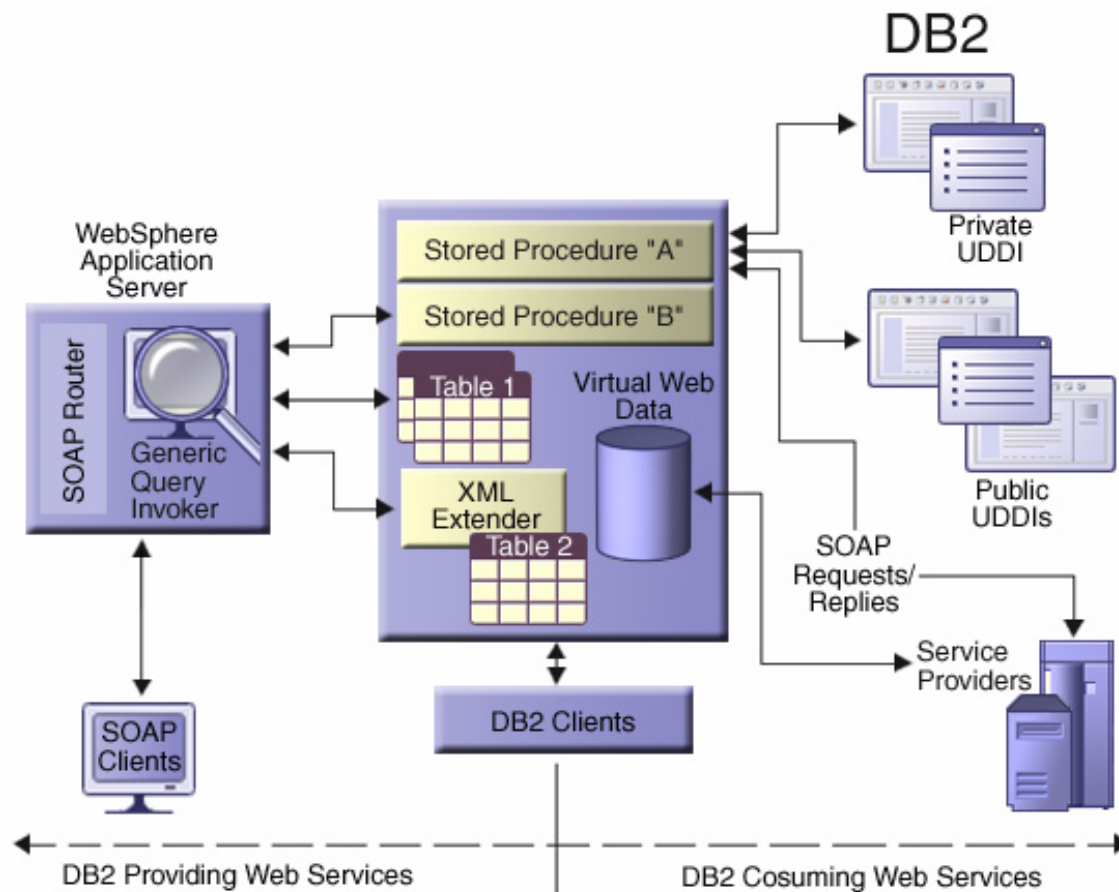 DB2
Private
UDDI
WebSphere
Application
Server
Stored Procedure "A"
Stored Procedure "B"
SOAP Router
Generic
Query
Invoker
Table 1
Virtual Web
Data
XML
Extender
Table 2
Public
UDDIs
SOAP
Requests/
Replies
Service
Providers
DB2 Clients
SOAP
Clients
DB2 Providing Web Services
DB2 Cosuming Web Services